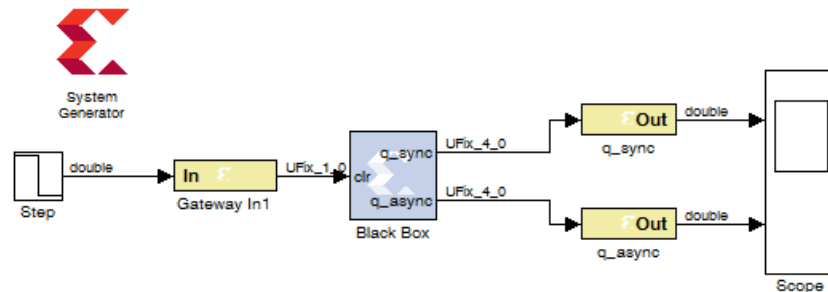 System
Generator
double
Step
In
Gateway In1
UFix_1_0
clr
q_sync
q_async
Black Box
UFix_4_0
UFix_4_0
Out
q_sync
double
Out
q_async
double
Scope